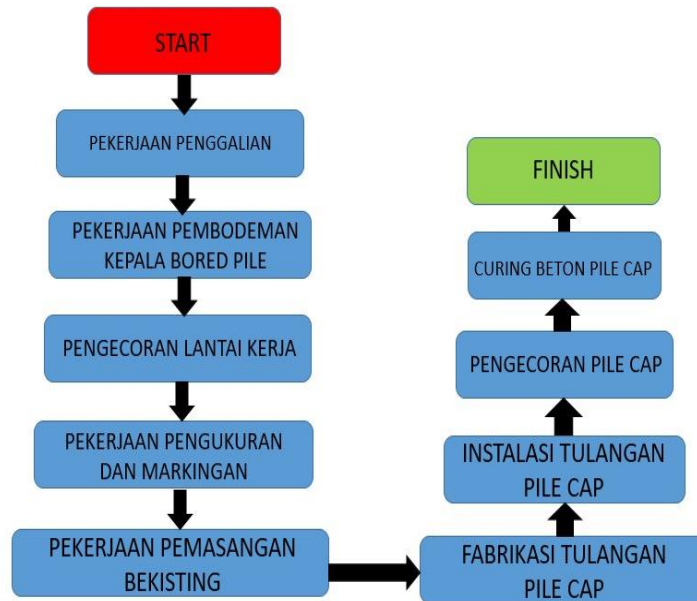 START
PEKERJAAN PENGGALIAN
PEKERJAAN PEMBODEMAN
KEPALA BORED PILE
PENGECORAN LANTAI KERJA
PEKERJAAN PENGUKURAN
DAN MARKINGAN
PEKERJAAN PEMASANGAN
BEKISTING
FABRIKASI TULANGAN
PILE CAP
INSTALASI TULANGAN
PILE CAP
PENGECORAN PILE CAP
CURING BETON PILE CAP
FINISH